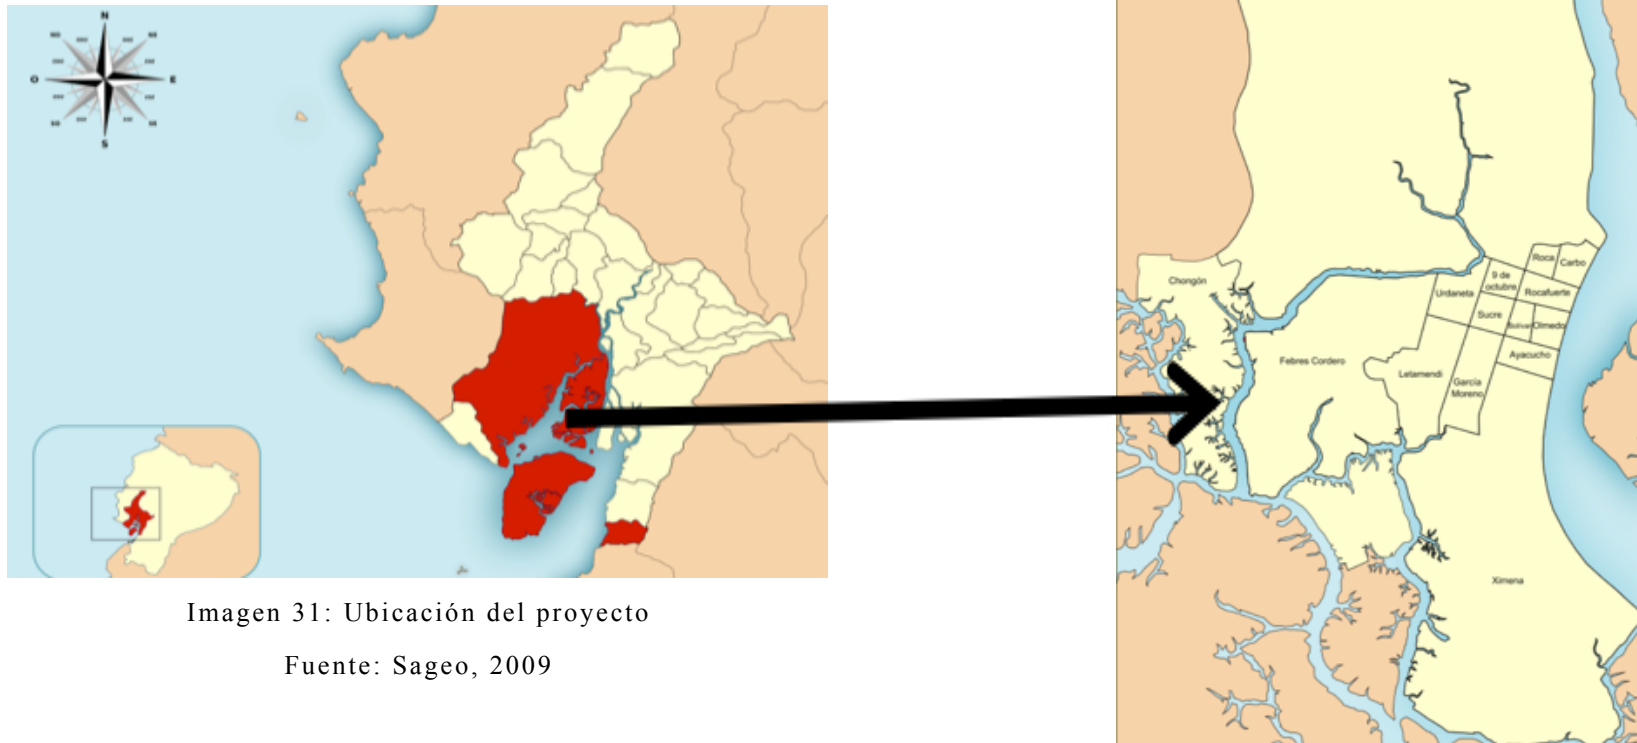 N
O
E
S
Imagen 31: Ubicación del proyecto
Fuente: Sageo, 2009
Roca
Carbo
Chongón
9 de
octubre
Urdaneta
Rocafuerte
Sucre
Bolívar
Olmedo
Ayacucho
Febres Cordero
Letamendi
García
Moreno
Ximena